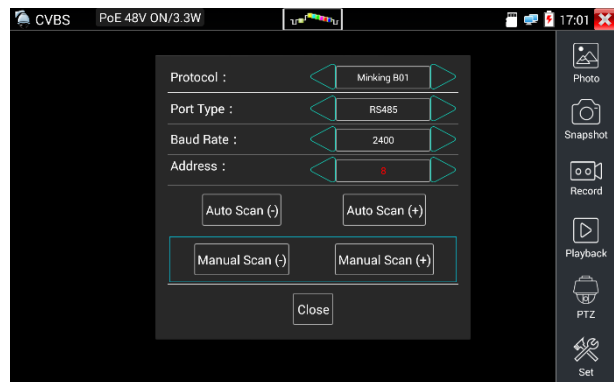 CVBS PoE 48V ON/3.3W 17:01
Protocol : Minking B01
Port Type : RS485
Baud Rate : 2400
Address :
Auto Scan (-) Auto Scan (+)
Manual Scan (-) Manual Scan (+)
Close
Photo
Snapshot
Record
Playback
PTZ
Set